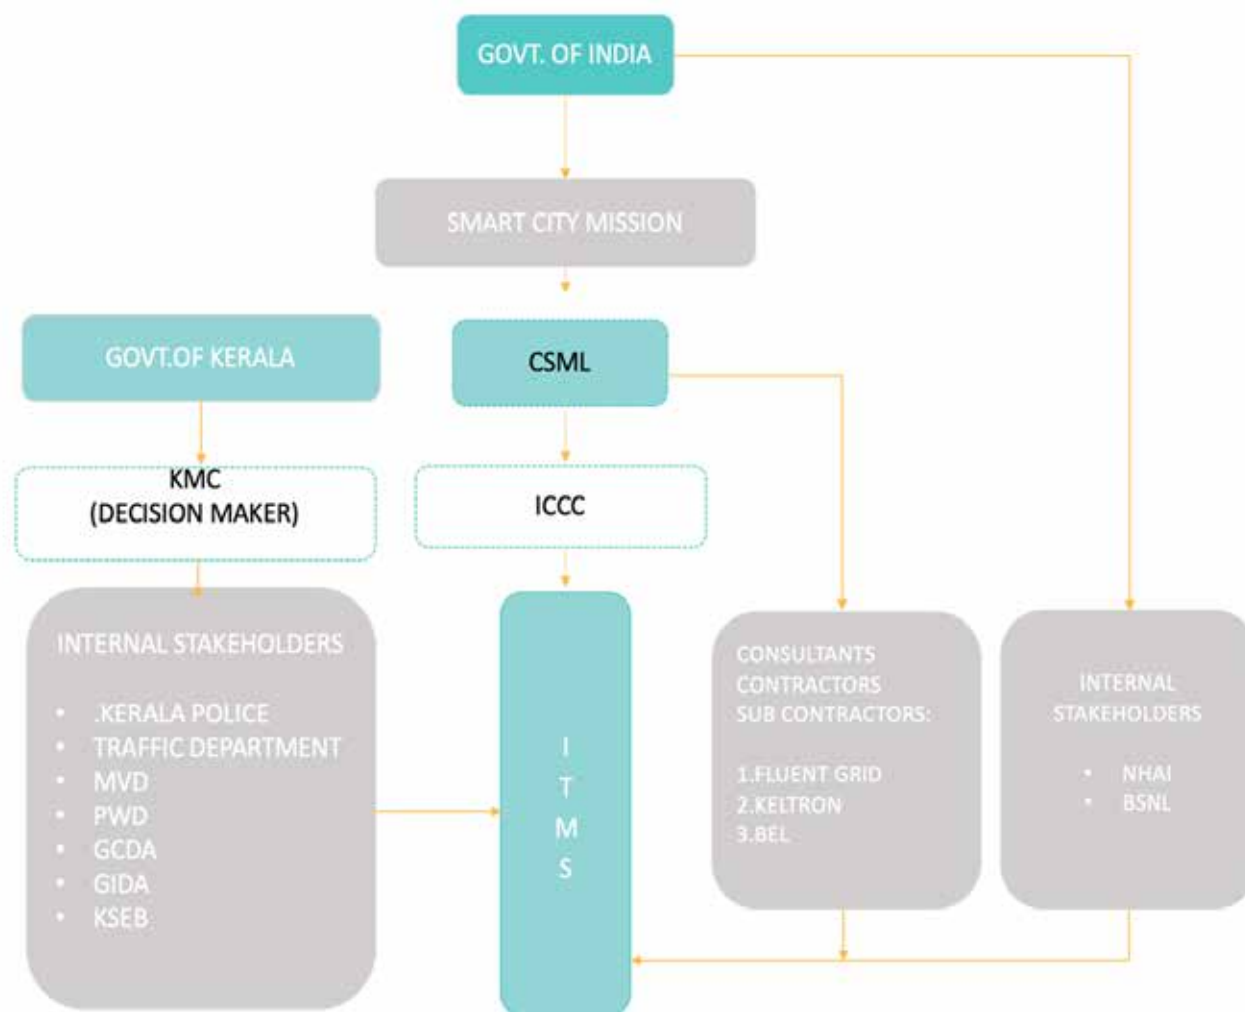 GOVT. OF INDIA
SMART CITY MISSION
GOVT.OF KERALA
CSML
KMC
(DECISION MAKER)
ICCC
INTERNAL STAKEHOLDERS
• .KERALA POLICE
• TRAFFIC DEPARTMENT
• MVD
• PWD
• GCDA
• GIDA
• KSEB
I
T
M
S
CONSULTANTS
CONTRACTORS
SUB CONTRACTORS:
1.FLUENT GRID
2.KELTRON
3.BEL
INTERNAL
STAKEHOLDERS
• NHAI
• BSNL